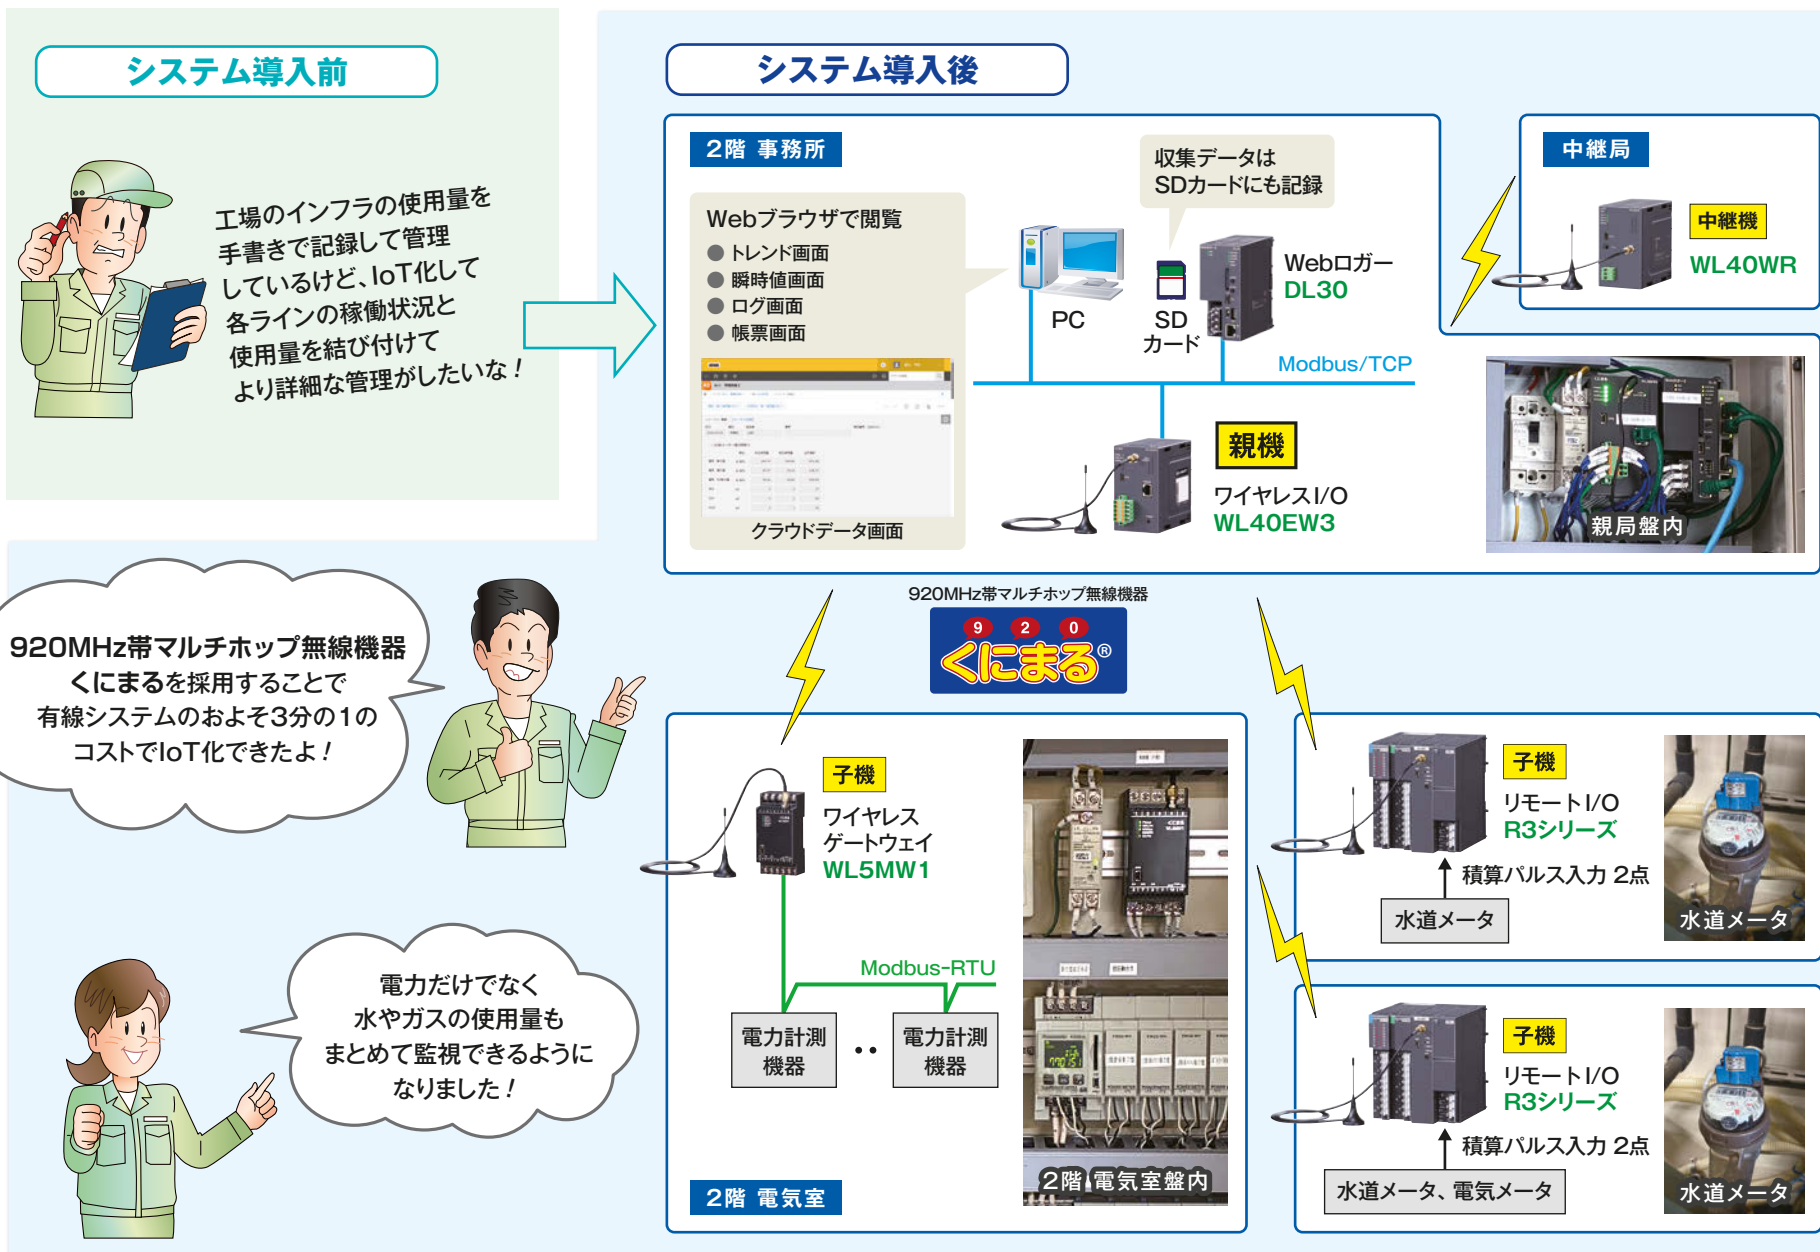 システム導入前
工場のインフラの使用量を
手書きで記録して管理
しているけど、IoT化して
各ラインの稼働状況と
使用量を結び付けて
より詳細な管理がしたいな!
システム導入後
2階 事務所
Webブラウザで閲覧
● トレンド画面
● 瞬時値画面
● ログ画面
● 帳票画面
クラウドデータ画面
収集データは
SDカードにも記録
PC
SD
カード
Webロガー
DL30
Modbus/TCP
親機
ワイヤレスI/O
WL40EW3
親局盤内
中継局
中継機
WL40WR
920MHz帯マルチホップ無線機器
くにまるを採用することで
有線システムのおよそ3分の1の
コストでIoT化できたよ!
920MHz帯マルチホップ無線機器
9 2 0
くにまる®
子機
ワイヤレス
ゲートウェイ
WL5MW1
Modbus-RTU
電力計測
機器
‥
電力計測
機器
2階 電気室
2階 電気室盤内
子機
リモートI/O
R3シリーズ
積算パルス入力 2点
水道メータ
水道メータ
子機
リモートI/O
R3シリーズ
積算パルス入力 2点
水道メータ、電気メータ
水道メータ
電力だけでなく
水やガスの使用量も
まとめて監視できるように
なりました!